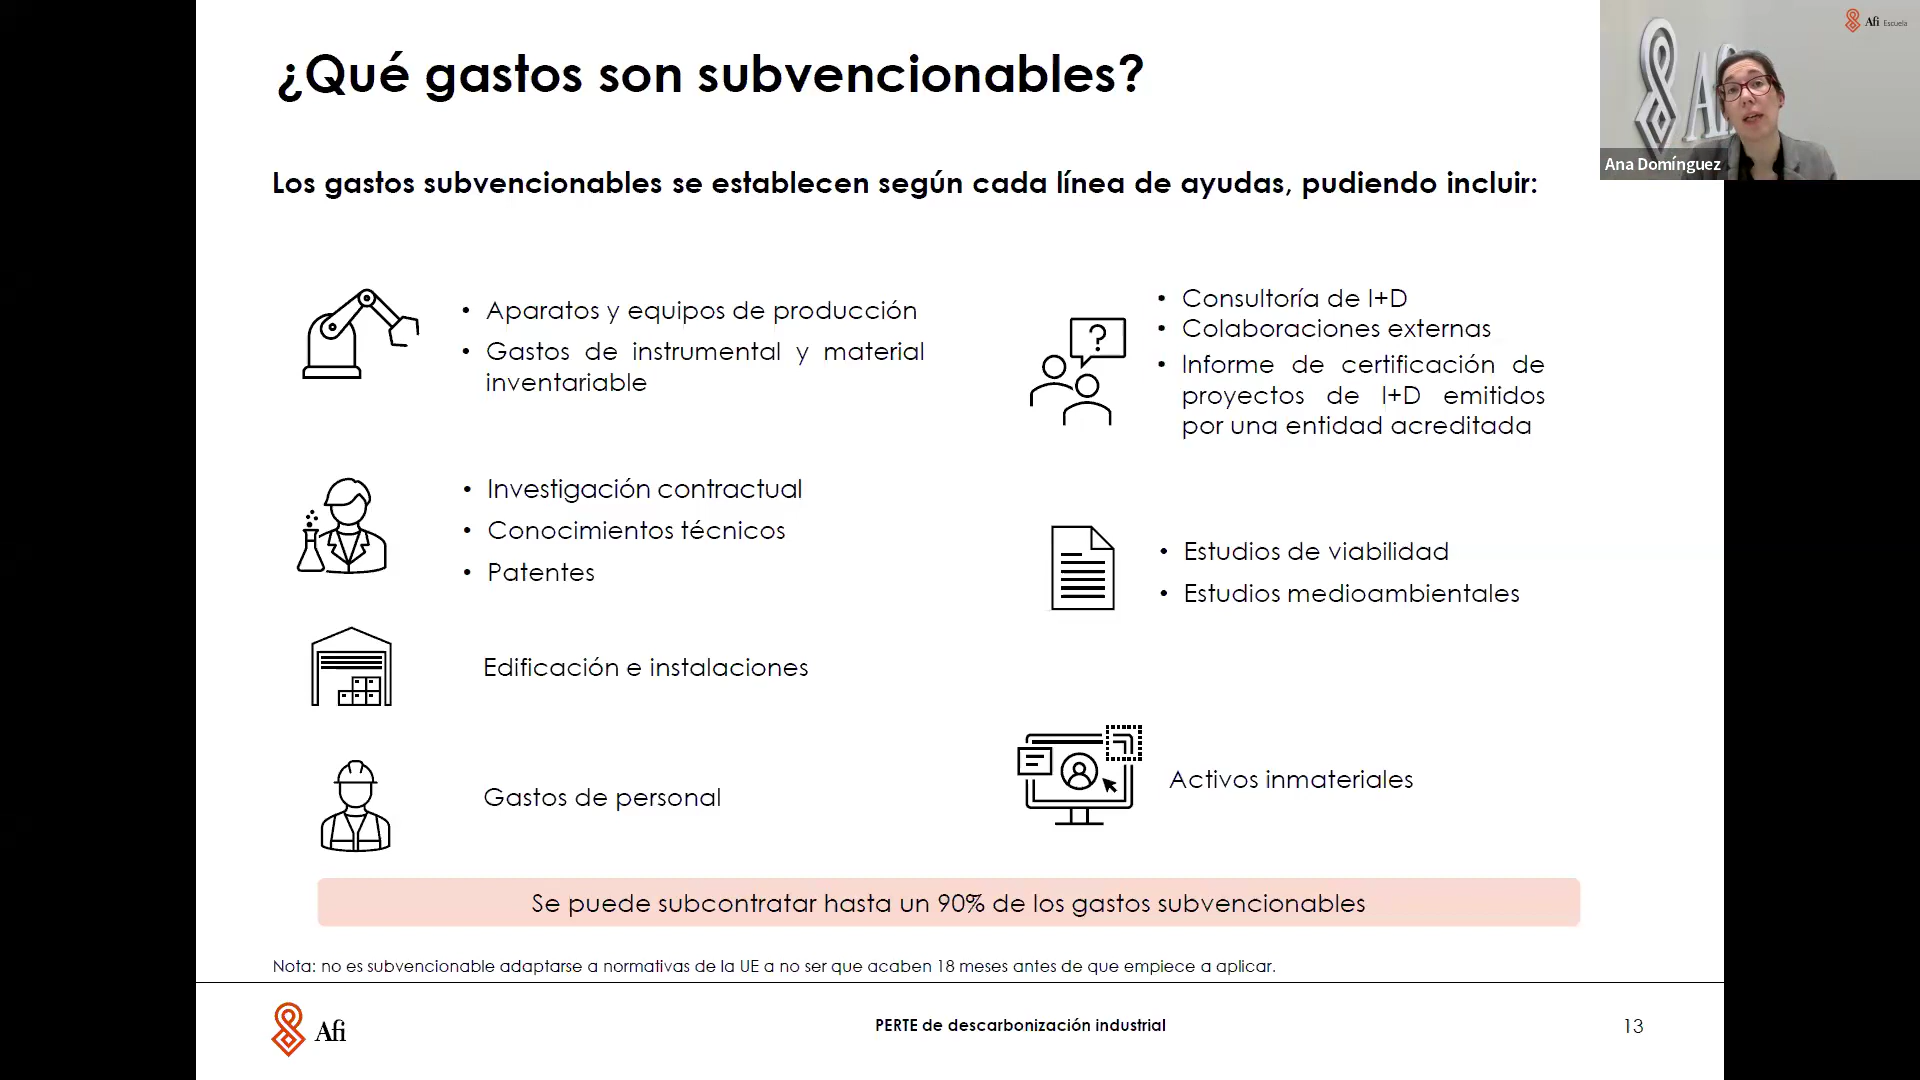 ¿Qué gastos son subvencionables?
Afi Escuela
Afi
Ana Domínguez
Los gastos subvencionables se establecen según cada línea de ayudas, pudiendo incluir:
• Aparatos y equipos de producción
• Gastos de instrumental y material
inventariable
• Investigación contractual
• Conocimientos técnicos
• Patentes
Edificación e instalaciones
Gastos de personal
?
• Consultoría de I+D
• Colaboraciones externas
• Informe de certificación de
proyectos de I+D emitidos
por una entidad acreditada
• Estudios de viabilidad
• Estudios medioambientales
Activos inmateriales
Se puede subcontratar hasta un 90% de los gastos subvencionables
Nota: no es subvencionable adaptarse a normativas de la UE a no ser que acaben 18 meses antes de que empiece a aplicar.
Afi
PERTE de descarbonización industrial
13